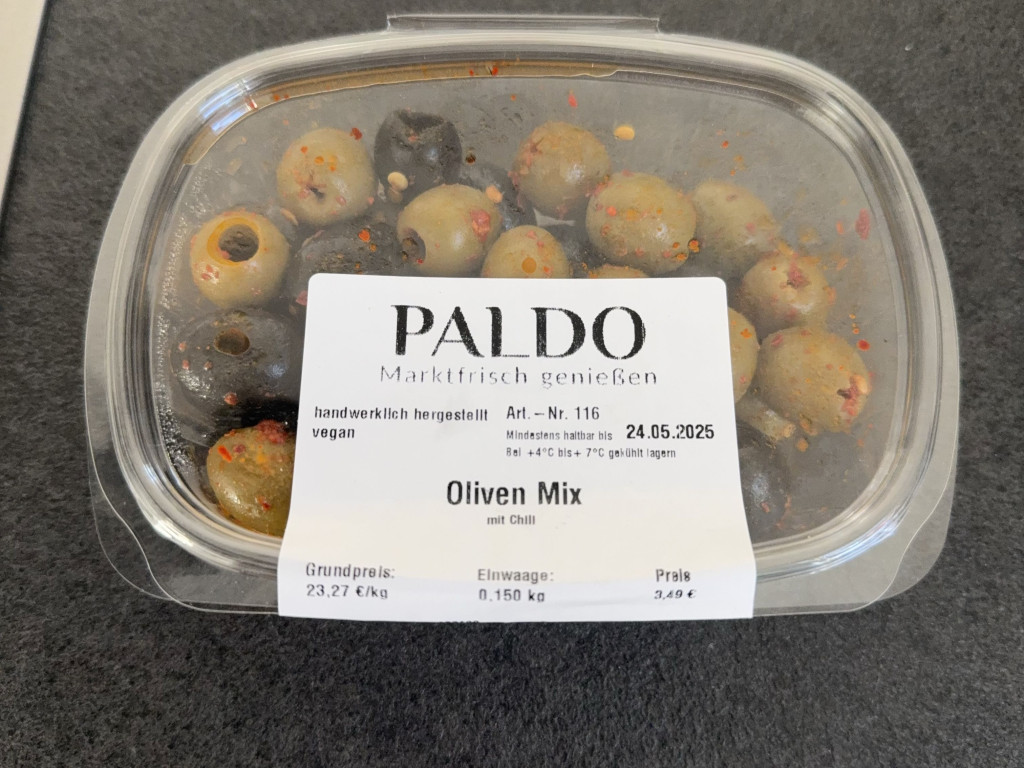 PALDO
Marktfrisch genießen
handwerklich hergestellt
vegan
Art.-Nr. 116
Mindestens haltbar bis 24.05.2025
Bei +4°C bis+ 7°C gekühlt lagern
Oliven Mix
mit Chili
Grundpreis: Einwaage: Preis
23,27 €/kg 0,150 kg 3,49 €